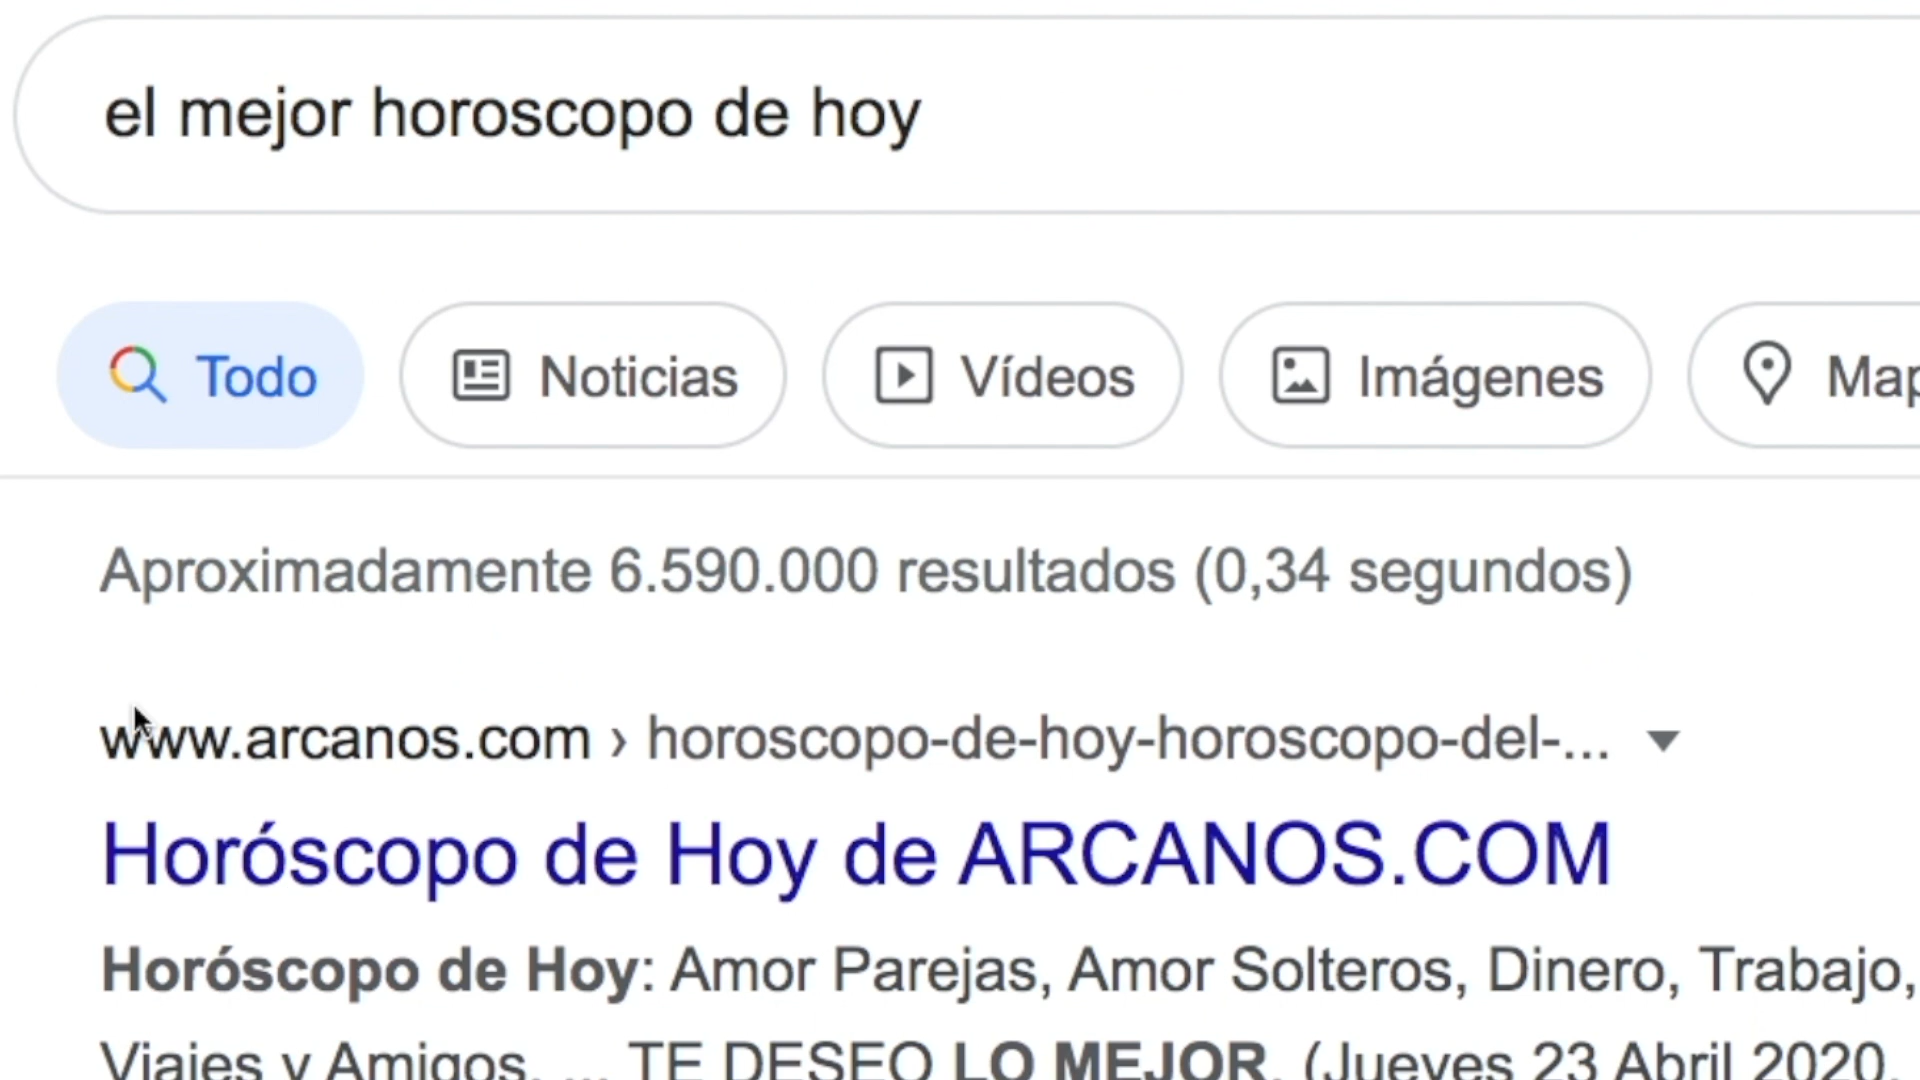 el mejor horoscopo de hoy
Todo Noticias Vídeos Imágenes
Aproximadamente 6.590.000 resultados (0,34 segundos)
www.arcanos.com › horoscopo-de-hoy-horoscopo-del-...
Horóscopo de Hoy de ARCANOS.COM
Horóscopo de Hoy: Amor Parejas, Amor Solteros, Dinero, Trabajo,
Viajes y Amigos. ... TE DESEO LO MEJOR. (Jueves 23 Abril 2020.